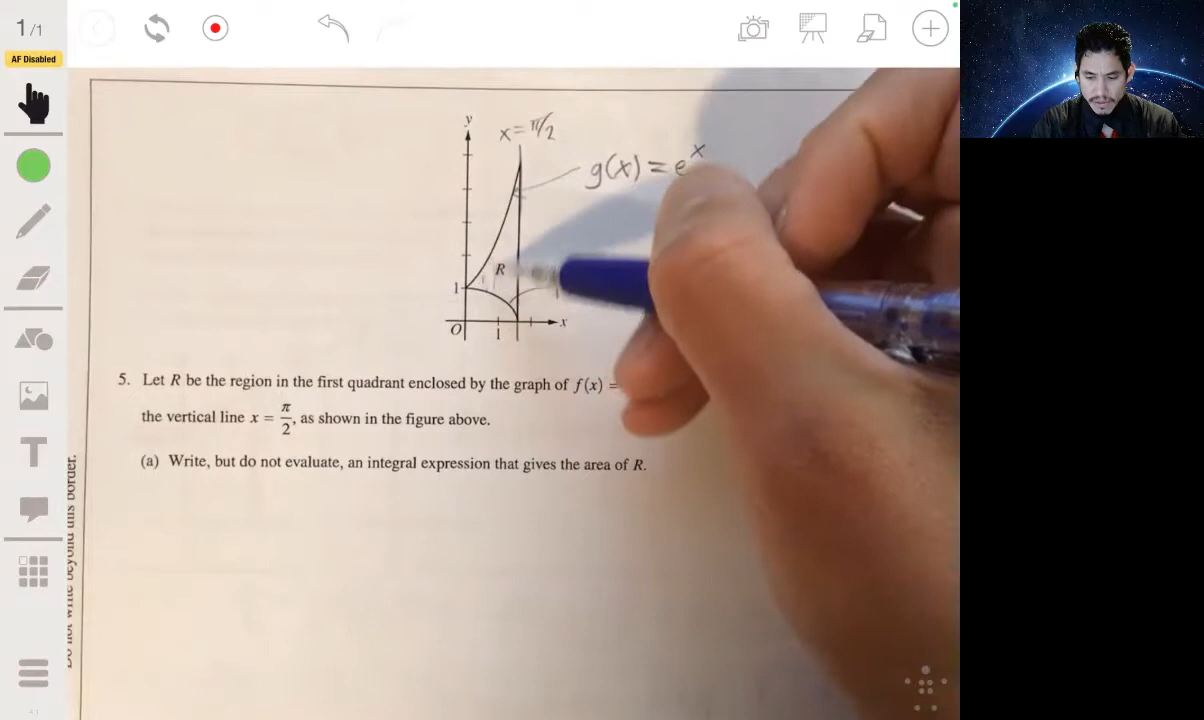 1/1
AF Disabled
y
x = π/2
g(x) = e^x
R
1
O
1
x
5. Let R be the region in the first quadrant enclosed by the graph of f(x) =
the vertical line x = π/2, as shown in the figure above.
(a) Write, but do not evaluate, an integral expression that gives the area of R.
Do not write beyond this border.
T